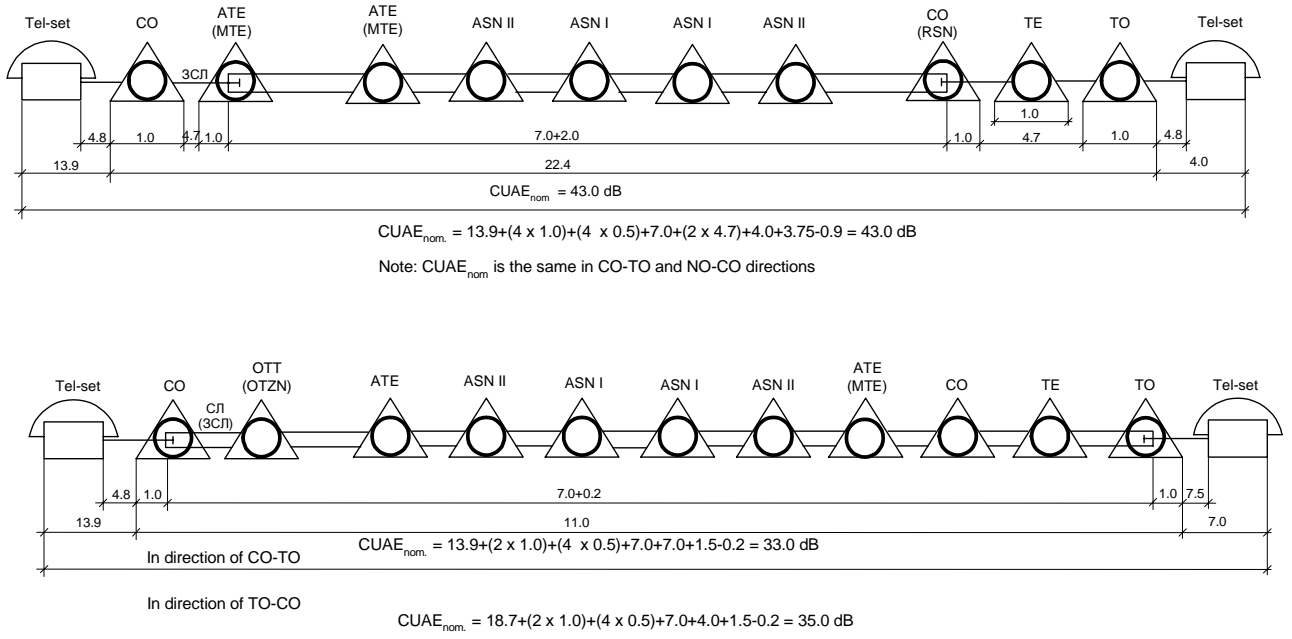 Tel-set CO ATE (MTE) ATE (MTE) ASN II ASN I ASN I ASN II CO (RSN) TE TO Tel-set
ЗСЛ
1.0
4.8 1.0 4.7 1.0 7.0+2.0 1.0 4.7 1.0 4.8
13.9 22.4 4.0
CUAEnom = 43.0 dB
CUAEnom. = 13.9+(4 x 1.0)+(4 x 0.5)+7.0+(2 x 4.7)+4.0+3.75-0.9 = 43.0 dB
Note: CUAEnom is the same in CO-TO and NO-CO directions
Tel-set CO OTT (OTZN) ATE ASN II ASN I ASN I ASN II ATE (MTE) CO TE TO Tel-set
СЛ
(ЗСЛ)
4.8 1.0 7.0+0.2 1.0 7.5
13.9 11.0 7.0
CUAEnom. = 13.9+(2 x 1.0)+(4 x 0.5)+7.0+7.0+1.5-0.2 = 33.0 dB
In direction of CO-TO
In direction of TO-CO
CUAEnom. = 18.7+(2 x 1.0)+(4 x 0.5)+7.0+4.0+1.5-0.2 = 35.0 dB